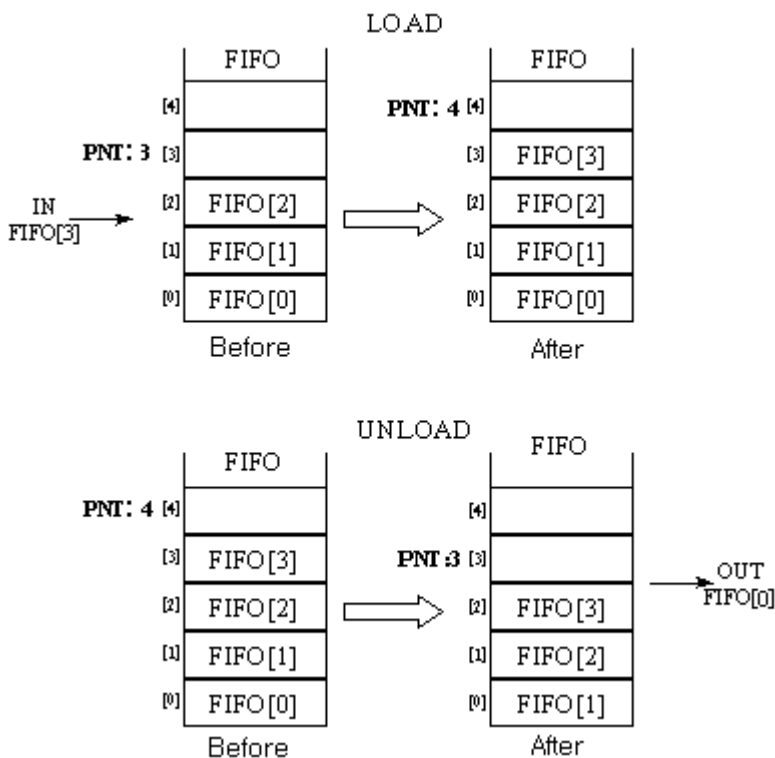 LOAD
FIFO FIFO
[4] PNT: 4 [4]
PNT: 3 [3] [3] FIFO[3]
[2] FIFO[2] [2] FIFO[2]
IN
FIFO[3]
[1] FIFO[1] [1] FIFO[1]
[0] FIFO[0] [0] FIFO[0]
Before After
UNLOAD
FIFO FIFO
PNT: 4 [4] [4]
[3] FIFO[3] PNT:3 [3]
OUT
FIFO[0]
[2] FIFO[2] [2] FIFO[3]
[1] FIFO[1] [1] FIFO[2]
[0] FIFO[0] [0] FIFO[1]
Before After